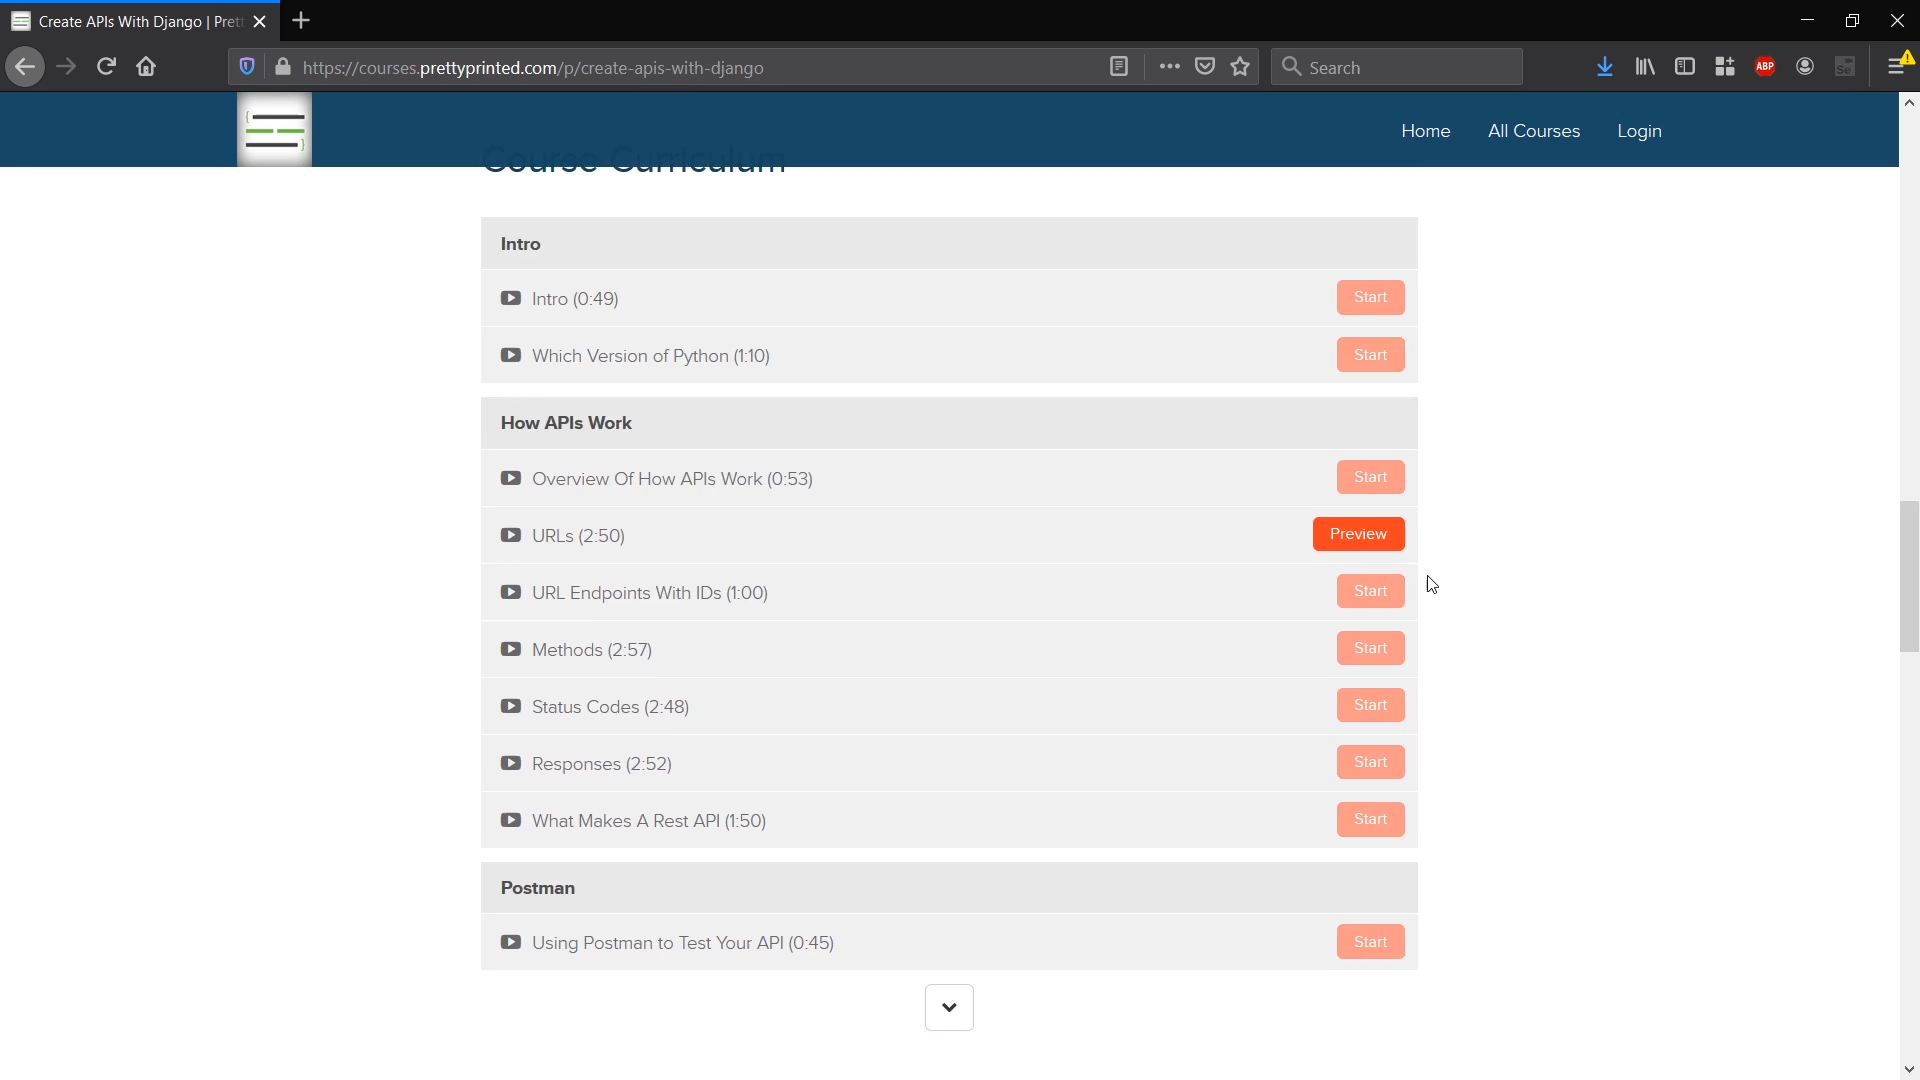 Create APIs With Django | Prett
https://courses.prettyprinted.com/p/create-apis-with-django
Search
ABP
Se
Home
All Courses
Login
Course Curriculum
Intro
Intro (0:49)
Start
Which Version of Python (1:10)
Start
How APIs Work
Overview Of How APIs Work (0:53)
Start
URLs (2:50)
Preview
URL Endpoints With IDs (1:00)
Start
Methods (2:57)
Start
Status Codes (2:48)
Start
Responses (2:52)
Start
What Makes A Rest API (1:50)
Start
Postman
Using Postman to Test Your API (0:45)
Start